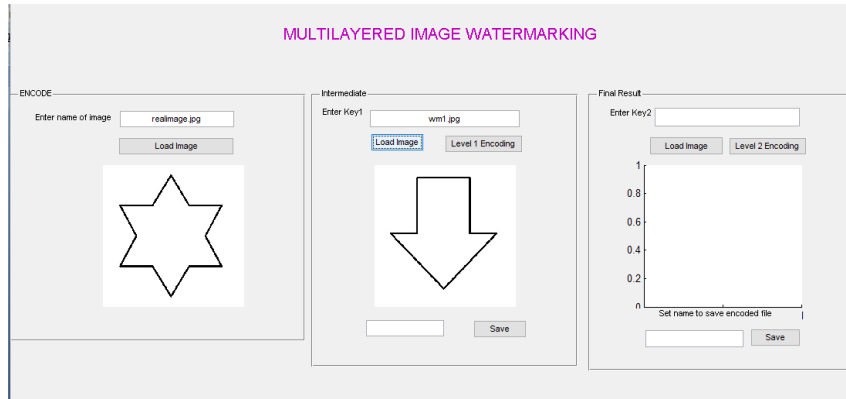 MULTILAYERED IMAGE WATERMARKING
ENCODE
Enter name of image
realimage.jpg
Load Image
Intermediate
Enter Key1
wm1.jpg
Load Image
Level 1 Encoding
Save
Final Result
Enter Key2
Load Image
Level 2 Encoding
1
0.8
0.6
0.4
0.2
0
Set name to save encoded file
Save